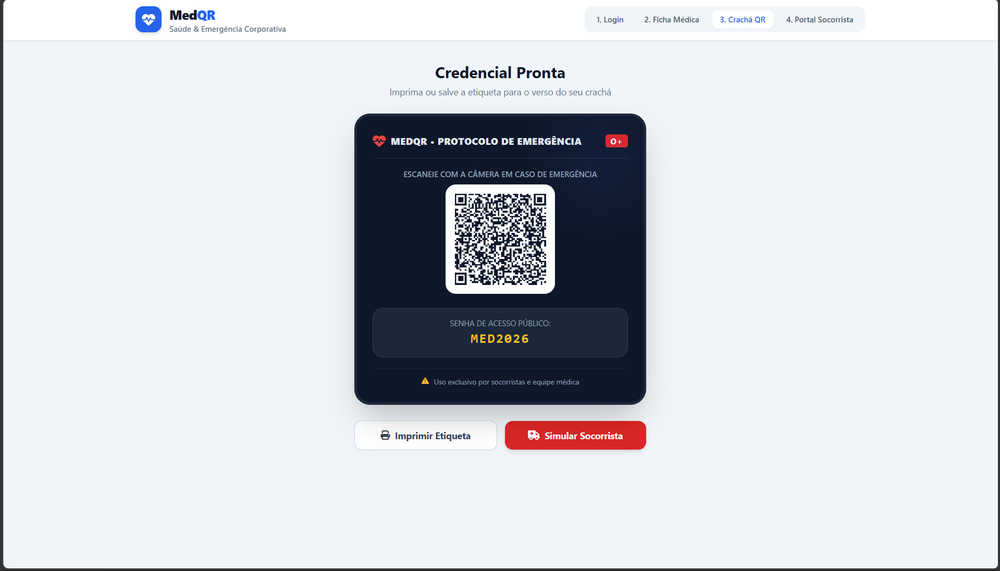 MedQR
Saúde & Emergência Corporativa
1. Login
2. Ficha Médica
3. Crachá QR
4. Portal Socorrista
Credencial Pronta
Imprima ou salve a etiqueta para o verso do seu crachá
MEDQR • PROTOCOLO DE EMERGÊNCIA
O+
ESCANEIE COM A CÂMERA EM CASO DE EMERGÊNCIA
SENHA DE ACESSO PÚBLICO:
MED2026
Uso exclusivo por socorristas e equipe médica
Imprimir Etiqueta
Simular Socorrista